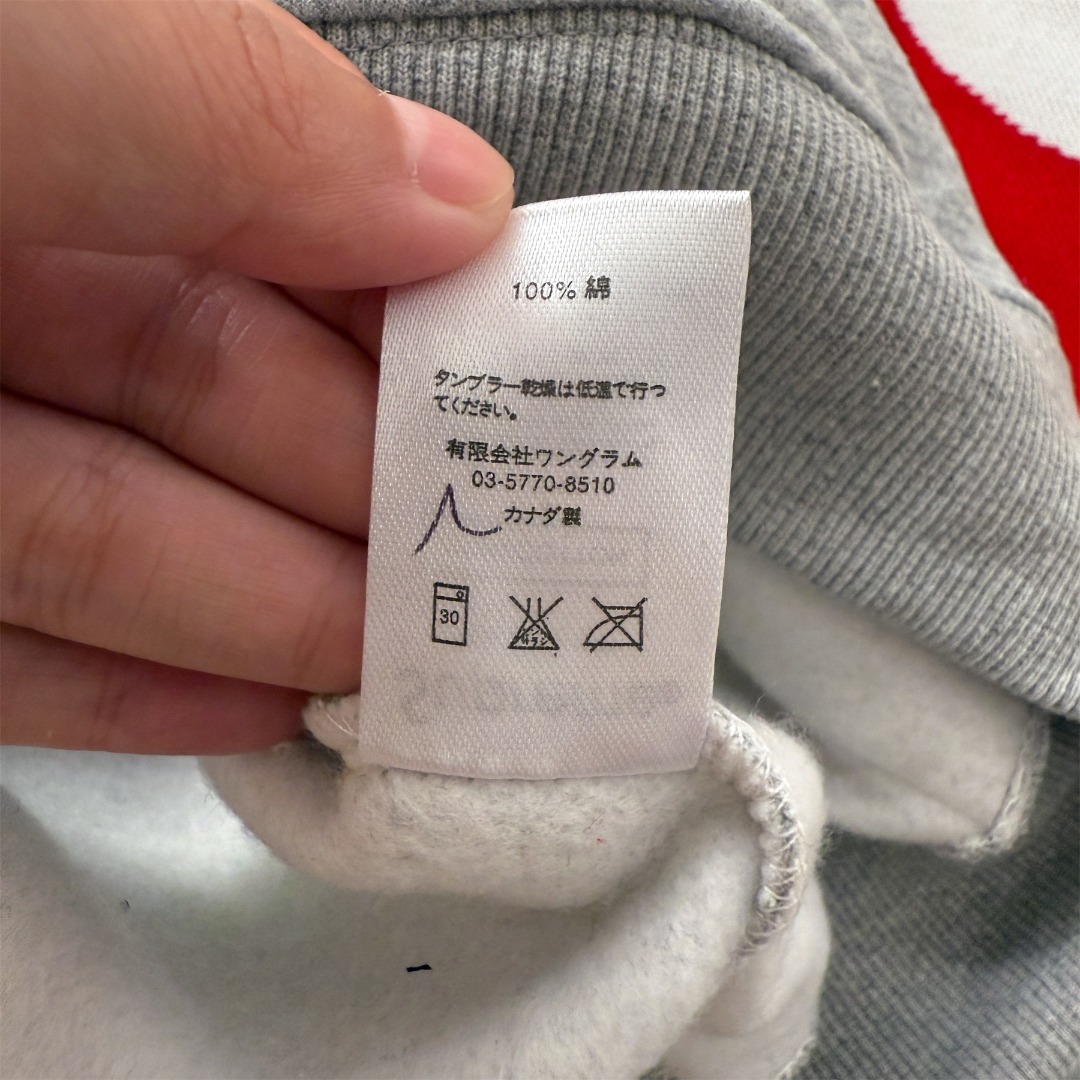 100% 綿
タンブラー乾燥は低温で行っ
てください。
有限会社ワングラム
03-5770-8510
カナダ製
30